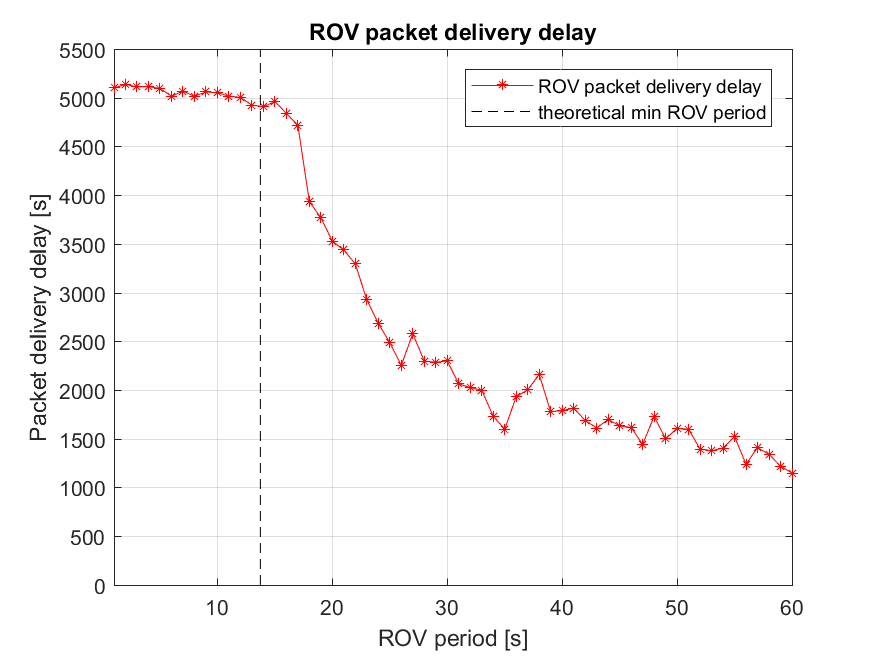 ROV packet delivery delay
5500
5000
4500
4000
3500
3000
2500
2000
1500
1000
500
0
Packet delivery delay [s]
ROV packet delivery delay
theoretical min ROV period
10 20 30 40 50 60
ROV period [s]